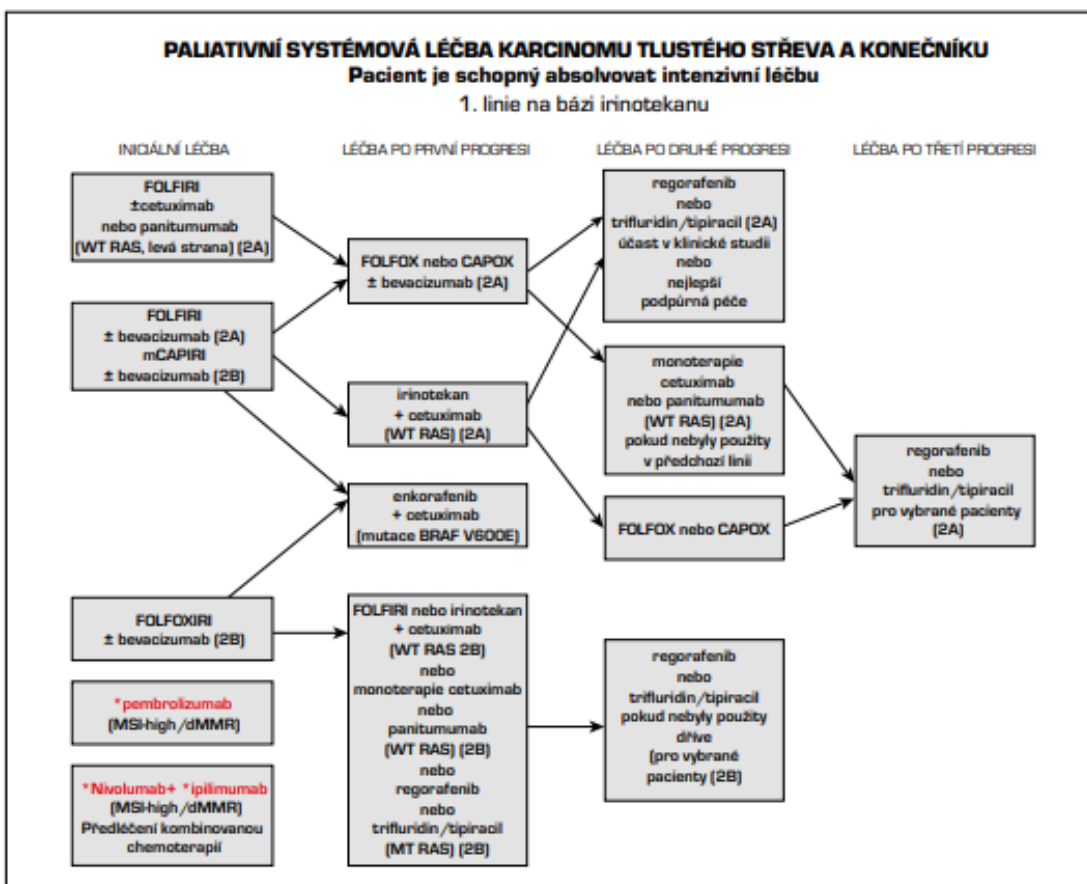 PALIATIVNÍ SYSTÉMOVÁ LÉČBA KARCINOMU TLUSTÉHO STŘEVA A KONEČNÍKU
Pacient je schopný absolvovat intenzivní léčbu
1. linie na bázi irinotekanu
INICIÁLNÍ LÉČBA
FOLFIRI
±cetuximab
nebo panitumumab
(WT RAS, levá strana) (2A)
FOLFIRI
± bevacizumab (2A)
mCAPIRI
± bevacizumab (2B)
FOLFOXIRI
± bevacizumab (2B)
*pembrolizumab
(MSI-high/dMMR)
*Nivolumab+ *ipilimumab
(MSI-high/dMMR)
Předléčení kombinovanou
chemoterapií
LÉČBA PO PRVNÍ PROGRESI
FOLFOX nebo CAPOX
± bevacizumab (2A)
irinotekan
+ cetuximab
(WT RAS) (2A)
enkorafenib
+ cetuximab
(mutace BRAF V600E)
FOLFIRI nebo irinotekan
+ cetuximab
(WT RAS 2B)
nebo
monoterapie cetuximab
nebo
panitumumab
(WT RAS) (2B)
nebo
regorafenib
nebo
trifluridin/tipiracil
(MT RAS) (2B)
LÉČBA PO DRUHÉ PROGRESI
regorafenib
nebo
trifluridin/tipiracil (2A)
účast v klinické studii
nebo
nejlepší
podpůrná péče
monoterapie
cetuximab
nebo panitumumab
(WT RAS) (2A)
pokud nebyly použity
v předchozí linii
FOLFOX nebo CAPOX
regorafenib
nebo
trifluridin/tipiracil
pokud nebyly použity
dříve
(pro vybrané
pacienty (2B)
LÉČBA PO TŘETÍ PROGRESI
regorafenib
nebo
trifluridin/tipiracil
pro vybrané pacienty
(2A)